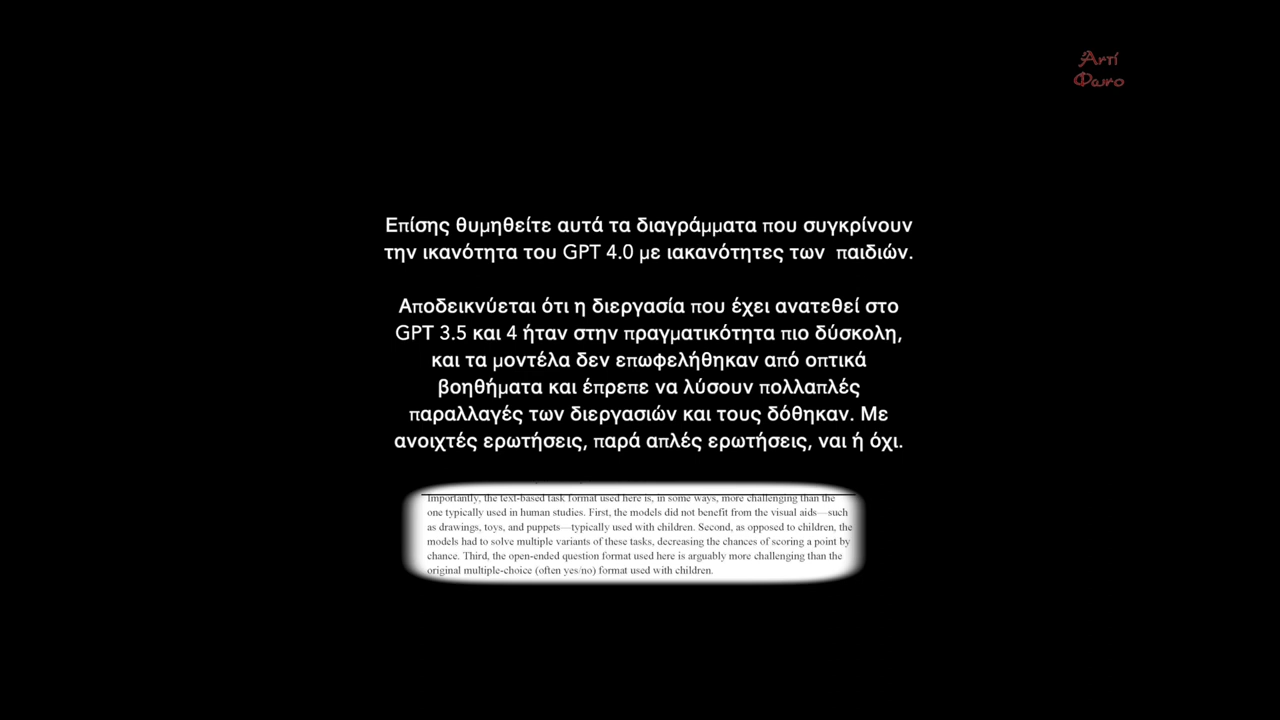 Ἀντί
Φωνο
Επίσης θυμηθείτε αυτά τα διαγράμματα που συγκρίνουν
την ικανότητα του GPT 4.0 με ιακανότητες των παιδιών.
Αποδεικνύεται ότι η διεργασία που έχει ανατεθεί στο
GPT 3.5 και 4 ήταν στην πραγματικότητα πιο δύσκολη,
και τα μοντέλα δεν επωφελήθηκαν από οπτικά
βοηθήματα και έπρεπε να λύσουν πολλαπλές
παραλλαγές των διεργασιών και τους δόθηκαν. Με
ανοιχτές ερωτήσεις, παρά απλές ερωτήσεις, ναι ή όχι.
Importantly, the text-based task format used here is, in some ways, more challenging than the
one typically used in human studies. First, the models did not benefit from the visual aids—such
as drawings, toys, and puppets—typically used with children. Second, as opposed to children, the
models had to solve multiple variants of these tasks, decreasing the chances of scoring a point by
chance. Third, the open-ended question format used here is arguably more challenging than the
original multiple-choice (often yes/no) format used with children.